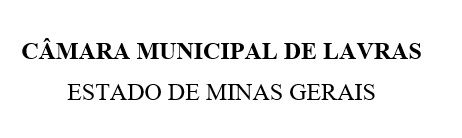 CÂMARA MUNICIPAL DE LAVRAS
ESTADO DE MINAS GERAIS